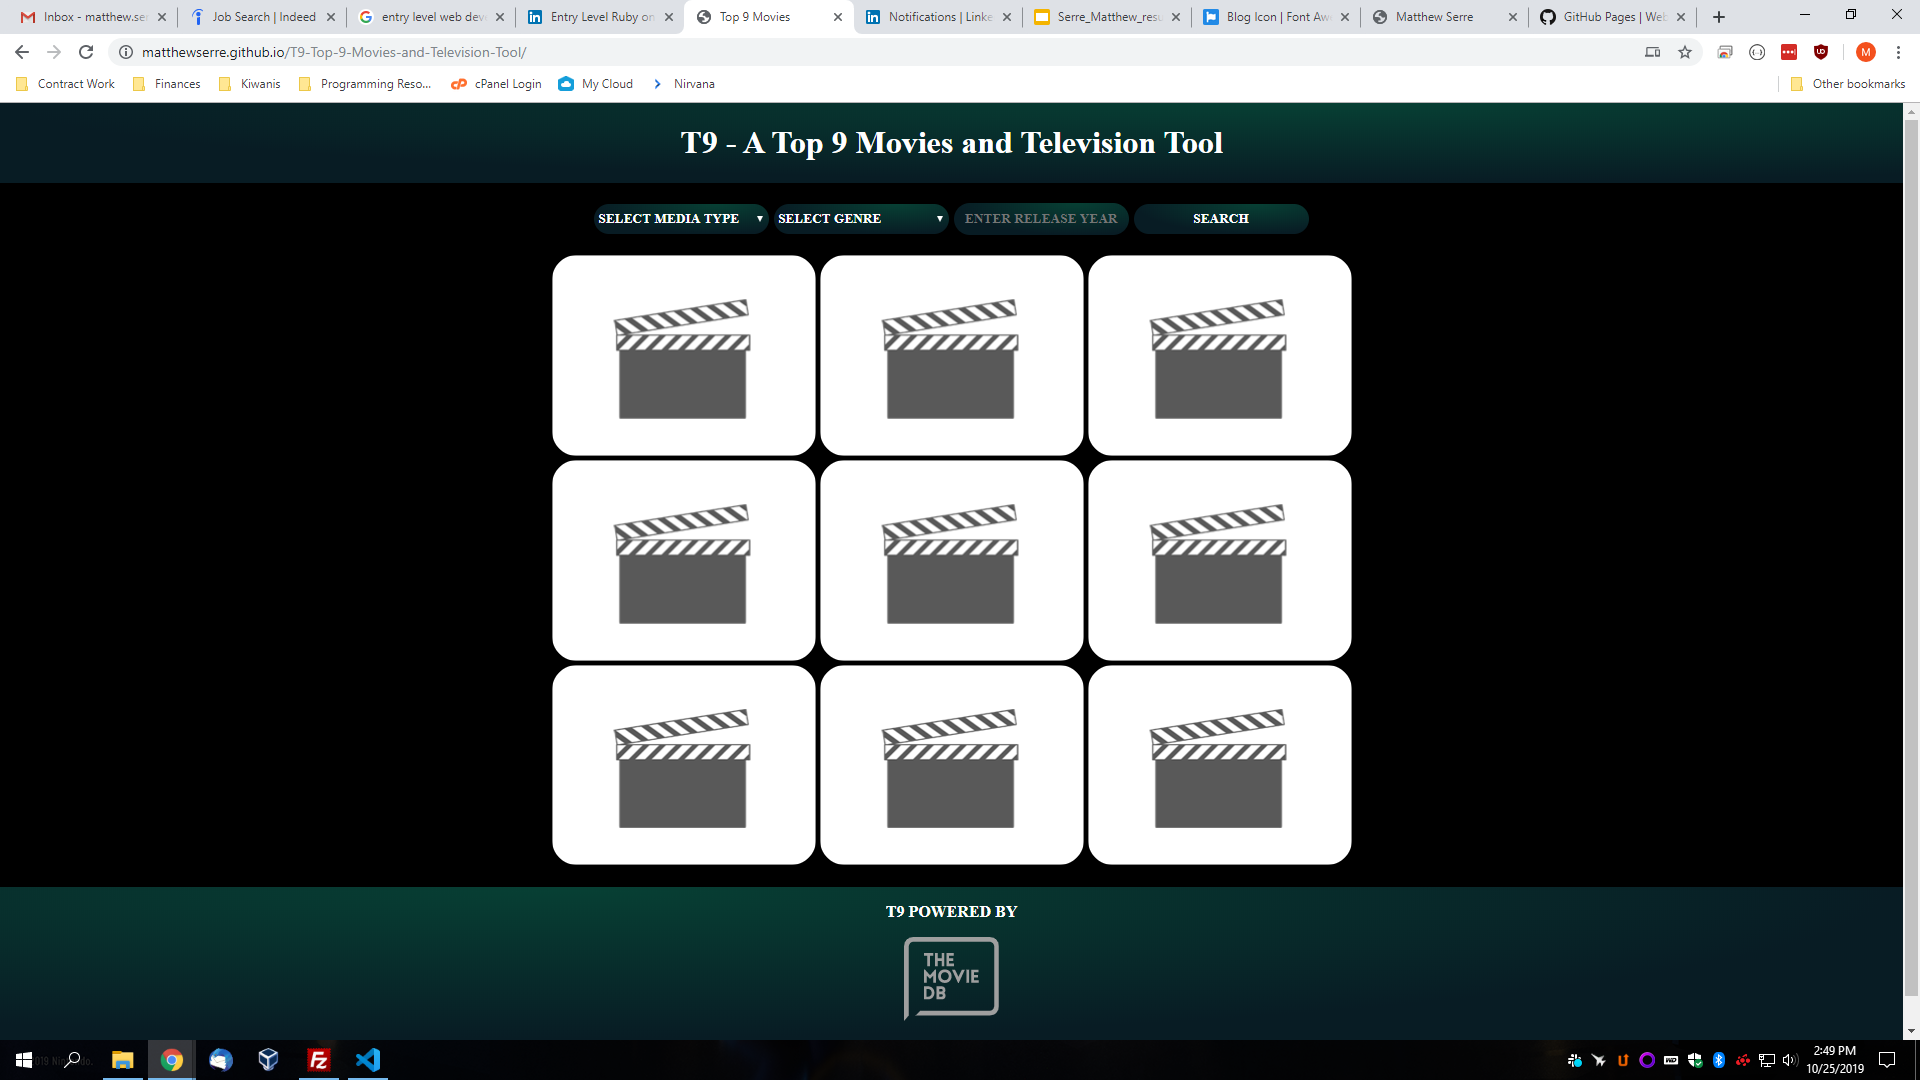 Inbox - matthew.ser
Job Search | Indeed
entry level web dev
Entry Level Ruby on
Top 9 Movies
Notifications | Linke
Serre_Matthew_resu
Blog Icon | Font Aw
Matthew Serre
GitHub Pages | Web
matthewserre.github.io/T9-Top-9-Movies-and-Television-Tool/
M
Contract Work
Finances
Kiwanis
Programming Reso...
cPanel Login
My Cloud
Nirvana
Other bookmarks
T9 - A Top 9 Movies and Television Tool
SELECT MEDIA TYPE
SELECT GENRE
ENTER RELEASE YEAR
SEARCH
T9 POWERED BY
THE
MOVIE
DB
2:49 PM
10/25/2019